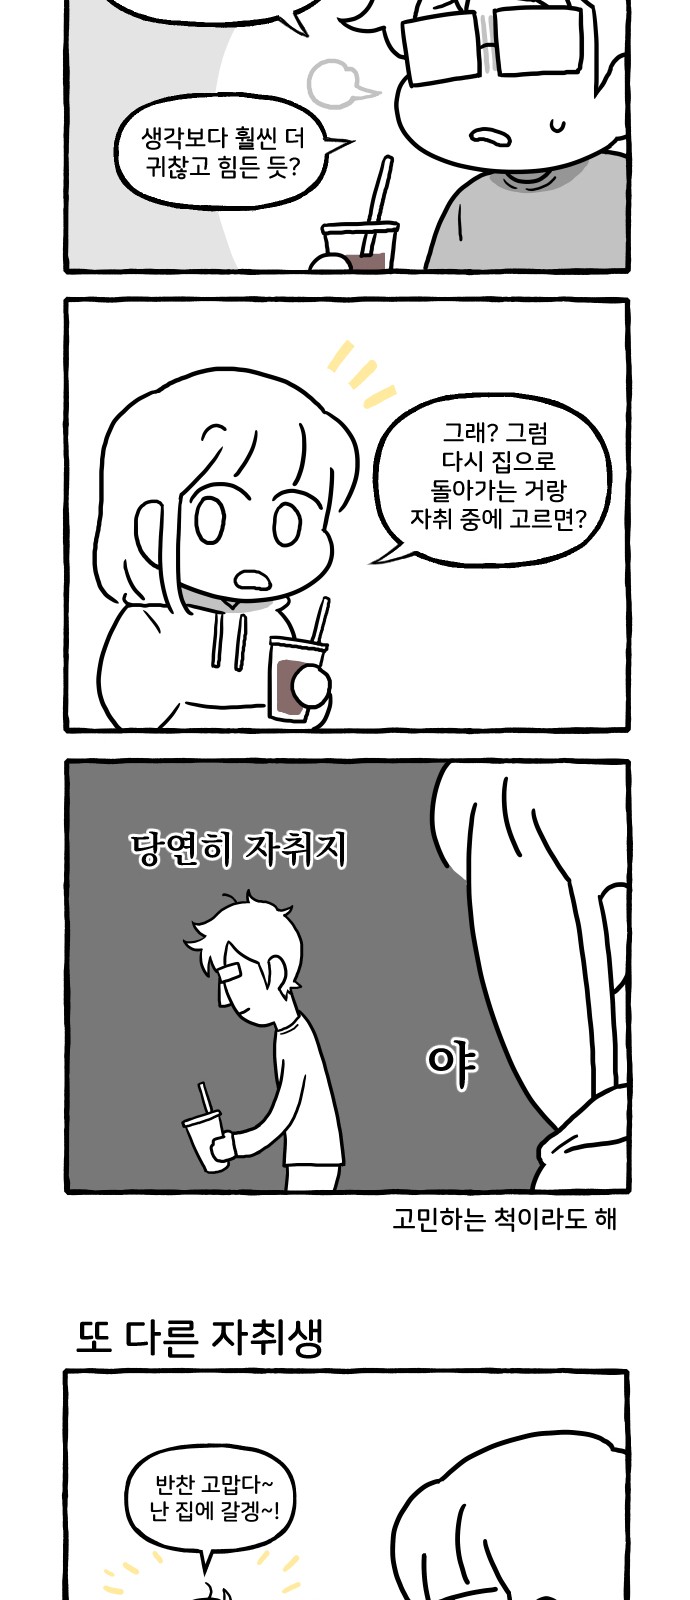 생각보다 훨씬 더
귀찮고 힘든 듯?
그래? 그럼
다시 집으로
돌아가는 거랑
자취 중에 고르면?
당연히 자취지
야
고민하는 척이라도 해
또 다른 자취생
반찬 고맙다~
난 집에 갈겡~!